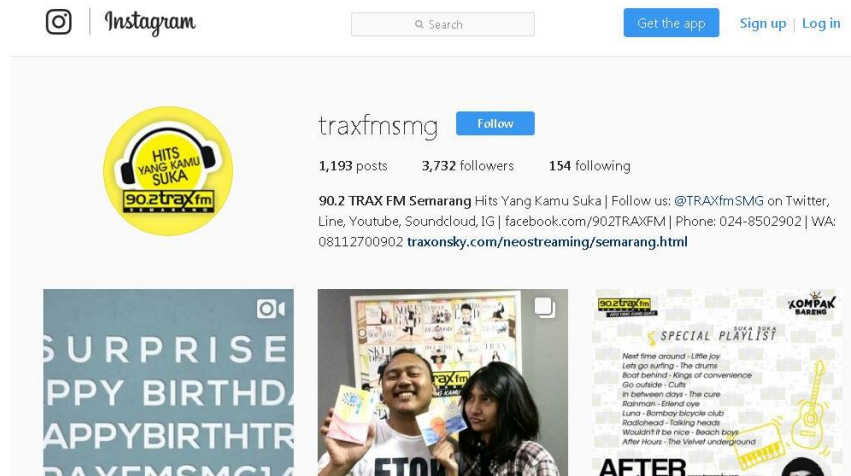 Instagram
Search
Get the app
Sign up | Log in
HITS
YANG KAMU
SUKA
90.2traxfm
SEMARANG
traxfmsmg Follow
1,193 posts 3,732 followers 154 following
90.2 TRAX FM Semarang Hits Yang Kamu Suka | Follow us: @TRAXfmSMG on Twitter,
Line, Youtube, Soundcloud, IG | facebook.com/902TRAXFM | Phone: 024-8502902 | WA:
08112700902 traxonsky.com/neostreaming/semarang.html
SURPRISE
PPY BIRTHDA
APPYBIRTHTR
90.2traxfm
KOMPAK
BARENG
SUKA SUKA
SPECIAL PLAYLIST
Next time around - Little joy
Lets go surfing - The drums
Boat behind - Kings of convenience
Go outside - Cults
In between days - The cure
Rainman - Erlend oye
Luna - Bombay bicycle club
Radiohead - Talking heads
Wouldn't it be nice - Beach boys
After Hours - The Velvet underground
AFTER